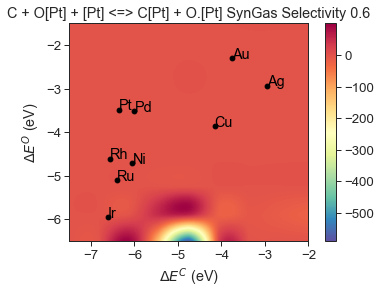 C + O[Pt] + [Pt] <=> C[Pt] + O.[Pt] SynGas Selectivity 0.6
ΔE^O (eV)
−2
−3
−4
−5
−6
Au
Ag
Pt
Pd
Cu
Rh
Ni
Ru
Ir
−7
−6
−5
−4
−3
−2
ΔE^C (eV)
0
−100
−200
−300
−400
−500